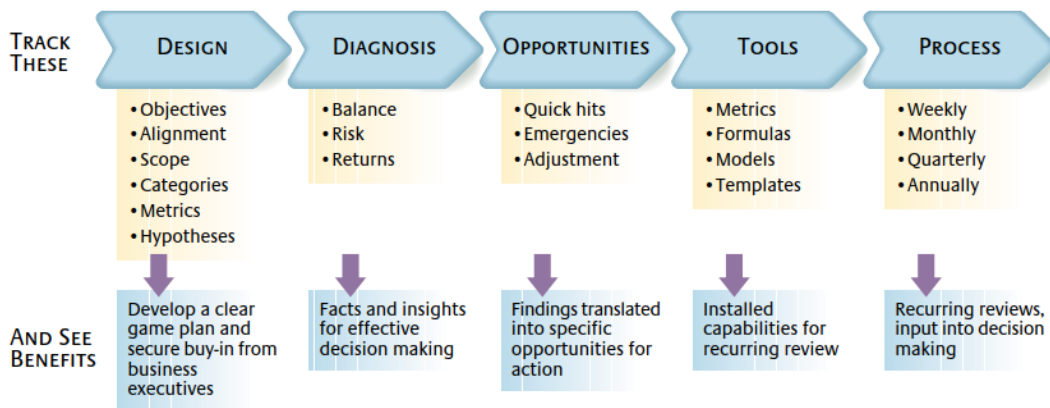 TRACK
THESE
DESIGN
DIAGNOSIS
OPPORTUNITIES
TOOLS
PROCESS
• Objectives
• Alignment
• Scope
• Categories
• Metrics
• Hypotheses
• Balance
• Risk
• Returns
• Quick hits
• Emergencies
• Adjustment
• Metrics
• Formulas
• Models
• Templates
• Weekly
• Monthly
• Quarterly
• Annually
AND SEE
BENEFITS
Develop a clear
game plan and
secure buy-in from
business
executives
Facts and insights
for effective
decision making
Findings translated
into specific
opportunities for
action
Installed
capabilities for
recurring review
Recurring reviews,
input into decision
making